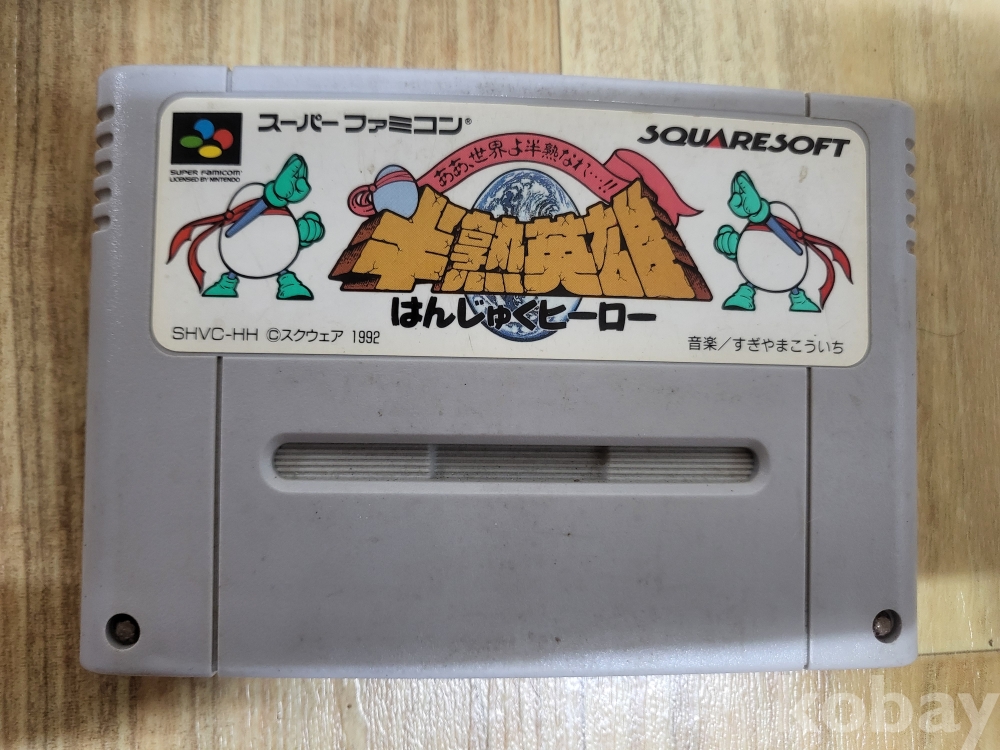 スーパーファミコン®
SQUARESOFT
SUPER FAMICOM
LICENSED BY NINTENDO
ああ、世界よ半熟なれ…!!
半熟英雄
はんじゅくヒーロー
SHVC-HH ©スクウェア 1992
音楽/すぎやまこういち
kobay